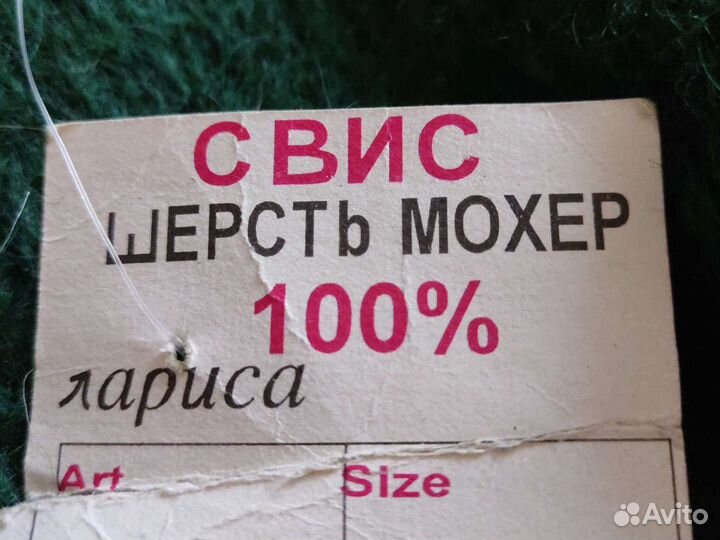 СВИС
ШЕРСТЬ МОХЕР
100%
лариса
Art Size
Avito